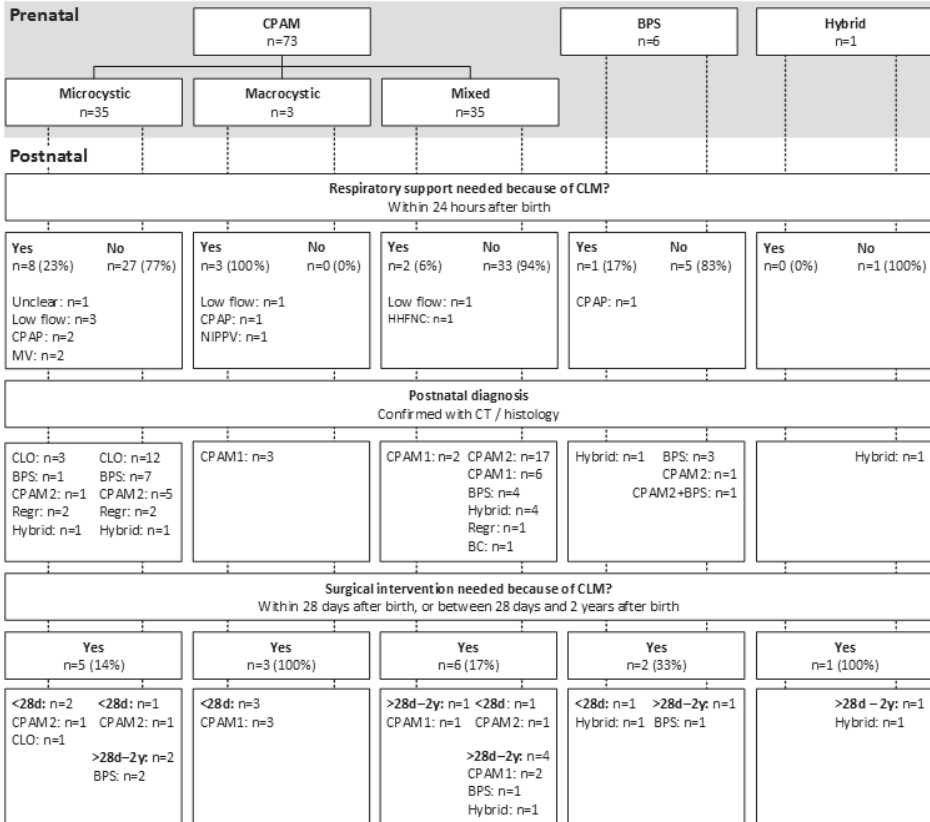 Prenatal
CPAM
n=73
BPS
n=6
Hybrid
n=1
Microcystic
n=35
Macrocystic
n=3
Mixed
n=35
Postnatal
Respiratory support needed because of CLM?
Within 24 hours after birth
Yes
n=8 (23%)
No
n=27 (77%)
Unclear: n=1
Low flow: n=3
CPAP: n=2
MV: n=2
Yes
n=3 (100%)
No
n=0 (0%)
Low flow: n=1
CPAP: n=1
NIPPV: n=1
Yes
n=2 (6%)
No
n=33 (94%)
Low flow: n=1
HHFNC: n=1
Yes
n=1 (17%)
No
n=5 (83%)
CPAP: n=1
Yes
n=0 (0%)
No
n=1 (100%)
Postnatal diagnosis
Confirmed with CT / histology
CLO: n=3
BPS: n=1
CPAM2: n=1
Regr: n=2
Hybrid: n=1
CLO: n=12
BPS: n=7
CPAM2: n=5
Regr: n=2
Hybrid: n=1
CPAM1: n=3
CPAM1: n=2
CPAM2: n=17
CPAM1: n=6
BPS: n=4
Hybrid: n=4
Regr: n=1
BC: n=1
Hybrid: n=1
BPS: n=3
CPAM2: n=1
CPAM2+BPS: n=1
Hybrid: n=1
Surgical intervention needed because of CLM?
Within 28 days after birth, or between 28 days and 2 years after birth
Yes
n=5 (14%)
Yes
n=3 (100%)
Yes
n=6 (17%)
Yes
n=2 (33%)
Yes
n=1 (100%)
<28d: n=2
CPAM2: n=1
CLO: n=1
<28d: n=1
CPAM2: n=1
>28d–2y: n=2
BPS: n=2
<28d: n=3
CPAM1: n=3
>28d–2y: n=1
CPAM1: n=1
<28d: n=1
CPAM2: n=1
>28d–2y: n=4
CPAM1: n=2
BPS: n=1
Hybrid: n=1
<28d: n=1
Hybrid: n=1
>28d–2y: n=1
BPS: n=1
>28d – 2y: n=1
Hybrid: n=1